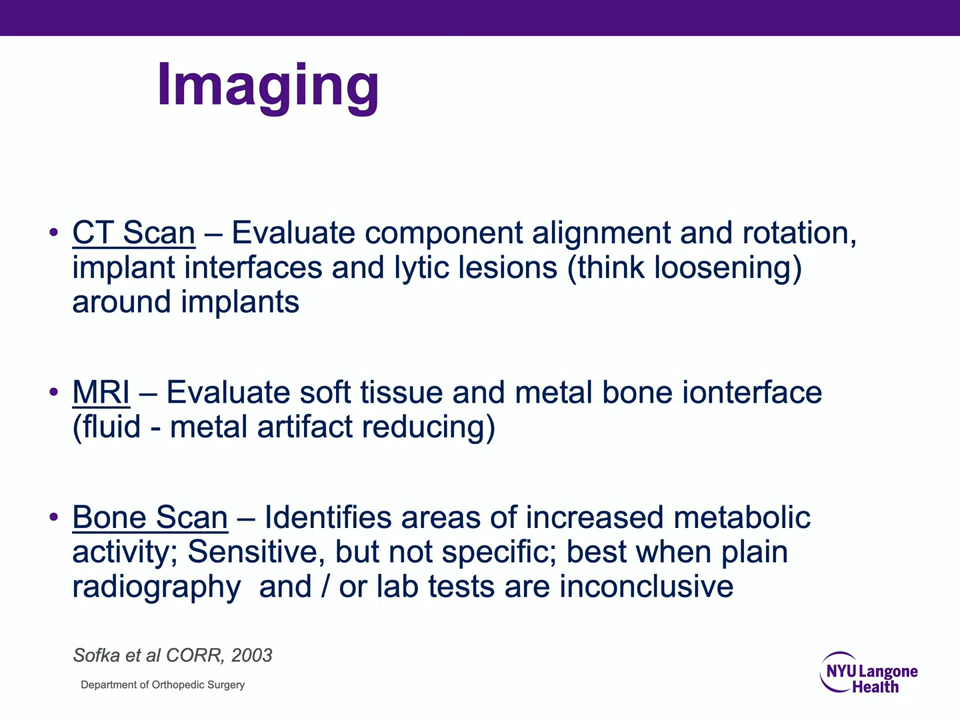 Imaging
• CT Scan – Evaluate component alignment and rotation,
implant interfaces and lytic lesions (think loosening)
around implants
• MRI – Evaluate soft tissue and metal bone ionterface
(fluid - metal artifact reducing)
• Bone Scan – Identifies areas of increased metabolic
activity; Sensitive, but not specific; best when plain
radiography  and / or lab tests are inconclusive
Sofka et al CORR, 2003
Department of Orthopedic Surgery
NYU Langone
Health